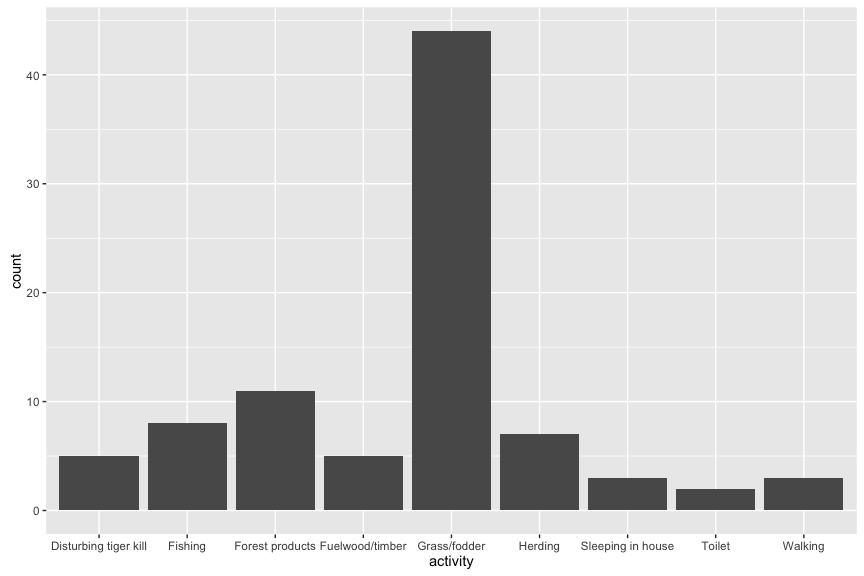 count
40
30
20
10
0
Disturbing tiger kill Fishing Forest products Fuelwood/timber Grass/fodder Herding Sleeping in house Toilet Walking
activity